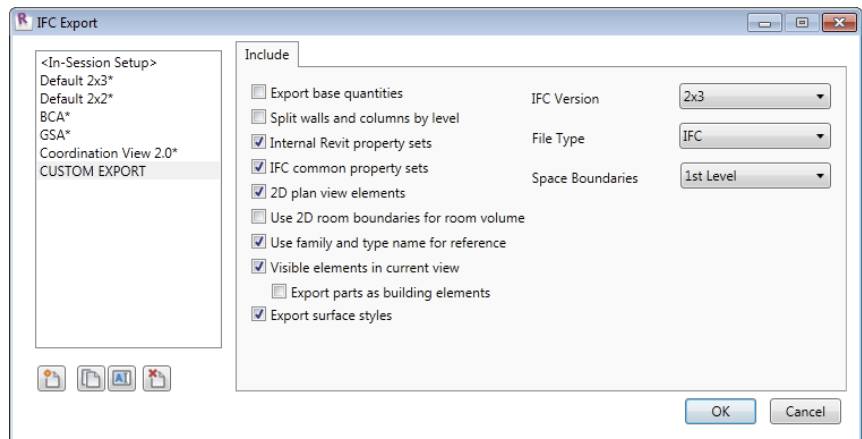 IFC Export
<In-Session Setup>
Default 2x3*
Default 2x2*
BCA*
GSA*
Coordination View 2.0*
CUSTOM EXPORT
Include
Export base quantities
Split walls and columns by level
Internal Revit property sets
IFC common property sets
2D plan view elements
Use 2D room boundaries for room volume
Use family and type name for reference
Visible elements in current view
Export parts as building elements
Export surface styles
IFC Version 2x3
File Type IFC
Space Boundaries 1st Level
OK Cancel